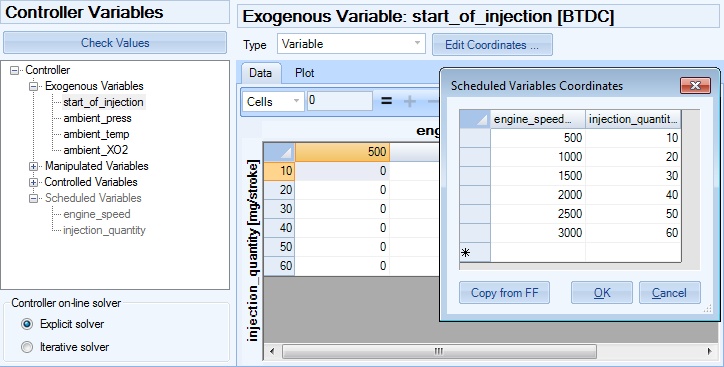 Controller Variables
Check Values
Controller
Exogenous Variables
start_of_injection
ambient_press
ambient_temp
ambient_XO2
Manipulated Variables
Controlled Variables
Scheduled Variables
engine_speed
injection_quantity
Controller on-line solver
Explicit solver
Iterative solver
Exogenous Variable: start_of_injection [BTDC]
Type Variable Edit Coordinates ...
Data Plot
Cells 0 = + -
eng
500
injection_quantity [mg/stroke]
10 0
20 0
30 0
40 0
50 0
60 0
Scheduled Variables Coordinates
engine_speed... injection_quantit...
500 10
1000 20
1500 30
2000 40
2500 50
3000 60
*
Copy from FF OK Cancel